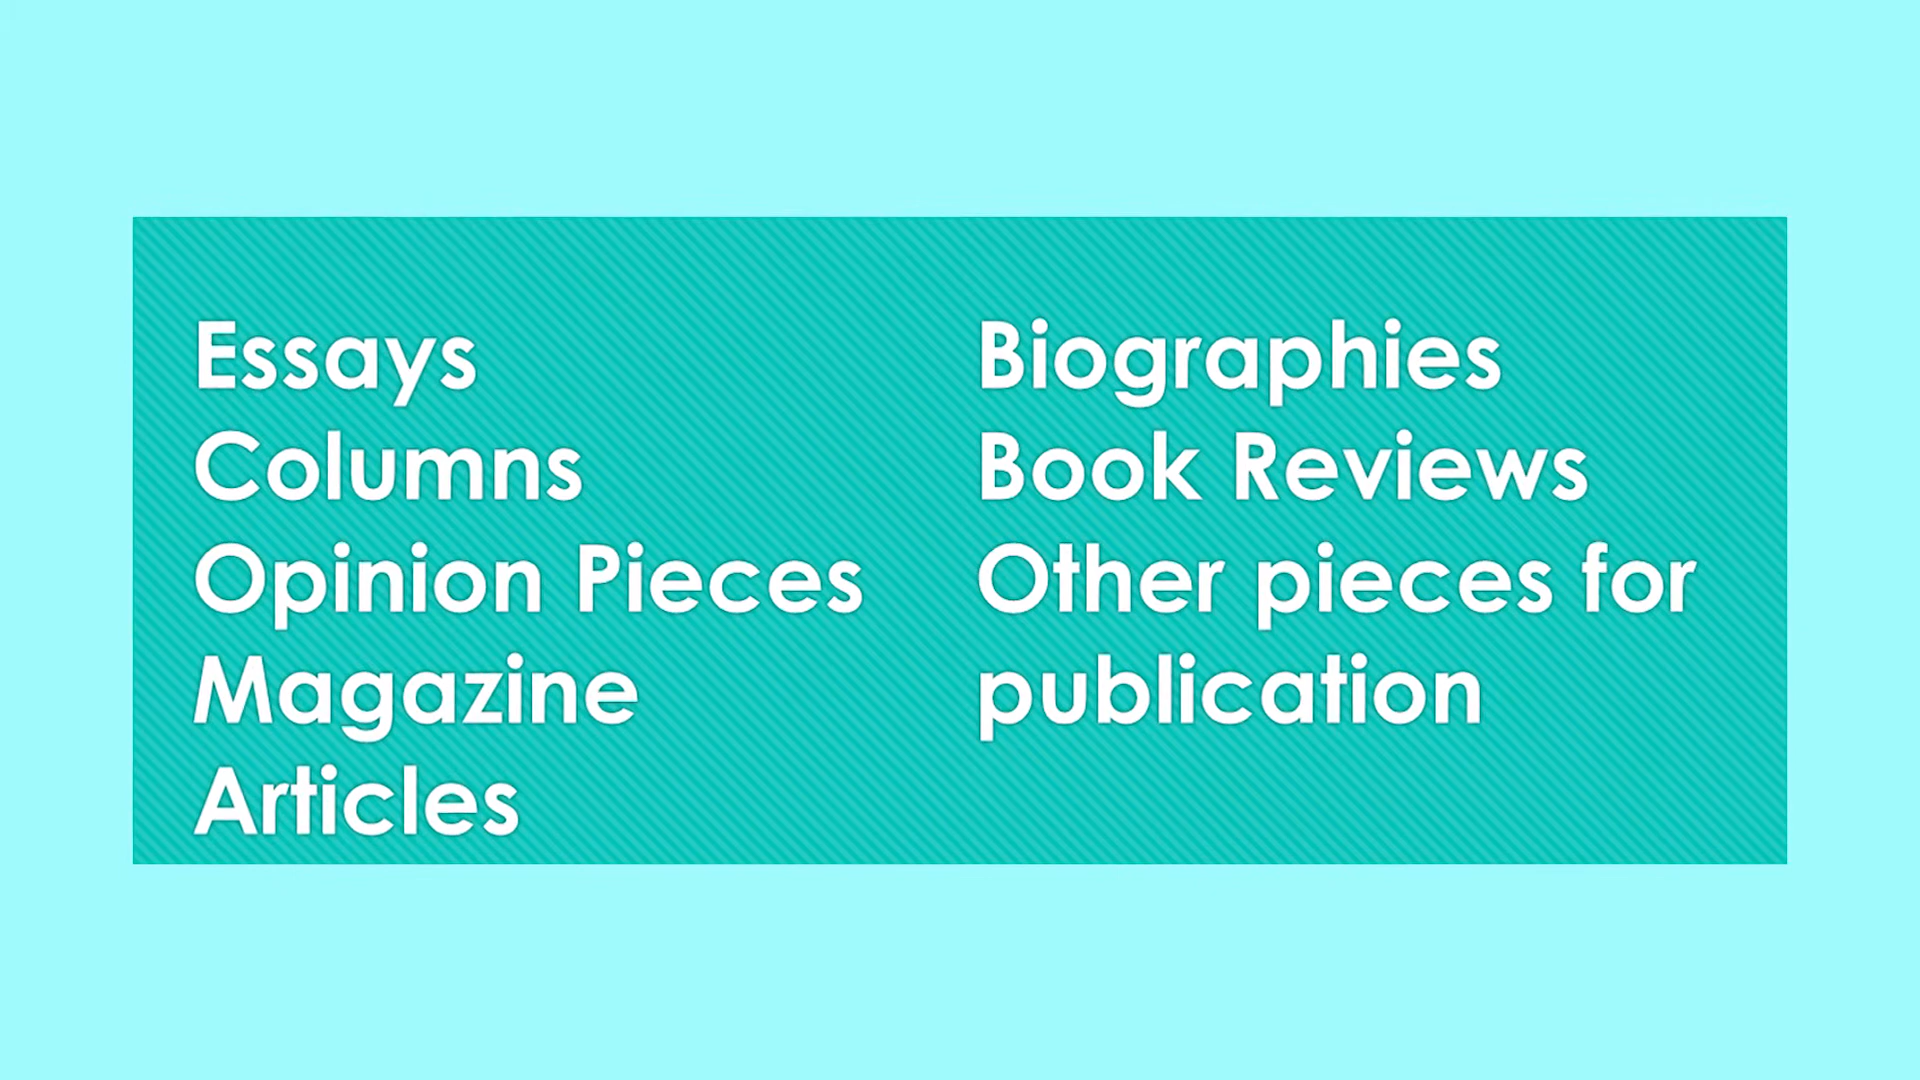 Essays
Columns
Opinion Pieces
Magazine
Articles
Biographies
Book Reviews
Other pieces for
publication